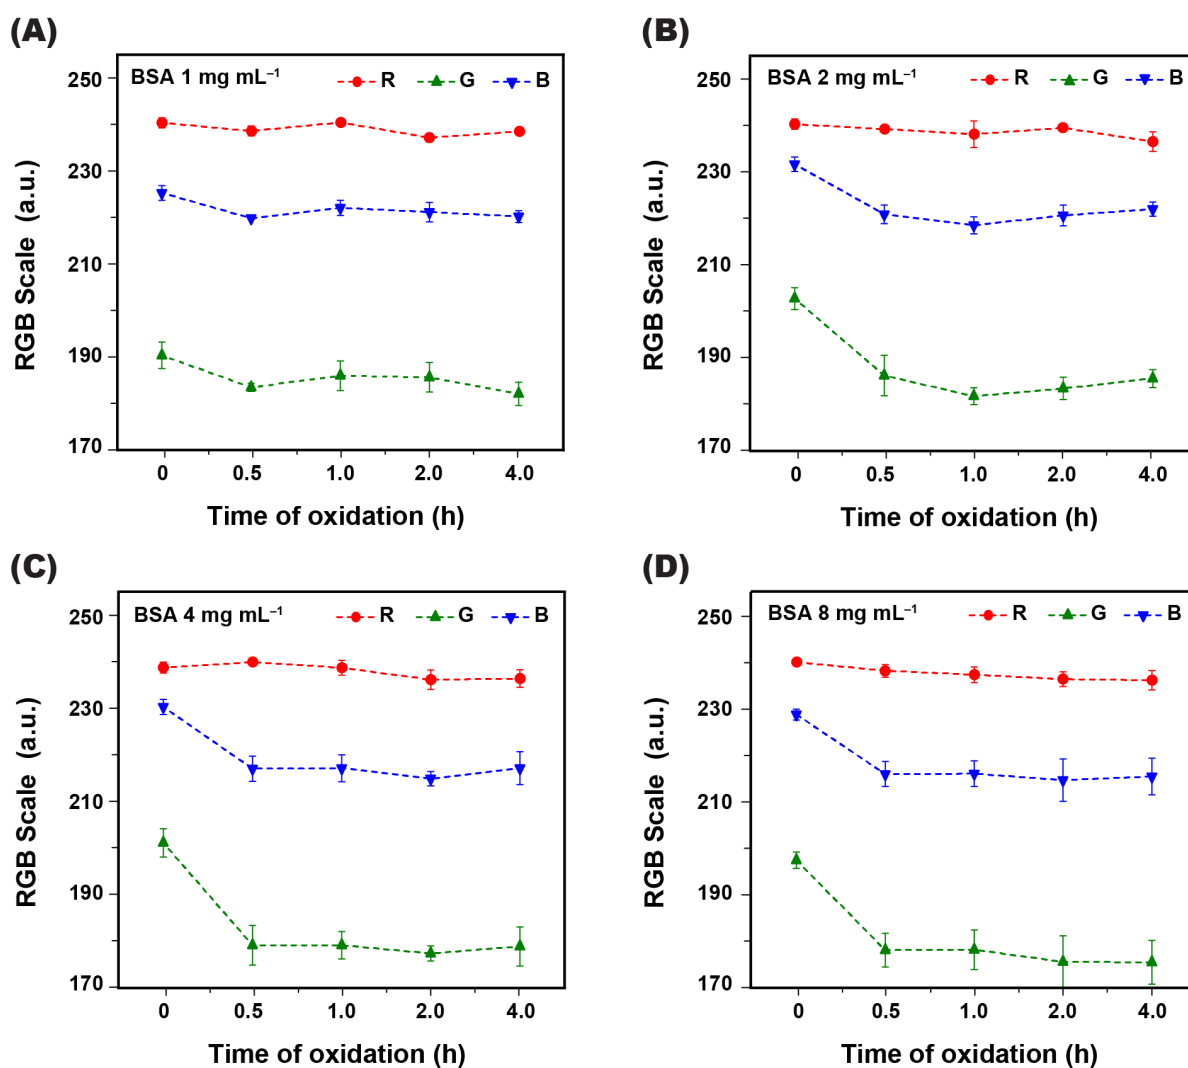 (A)
BSA 1 mg mL⁻¹ R G B
250
230
210
190
170
RGB Scale (a.u.)
0 0.5 1.0 2.0 4.0
Time of oxidation (h)
(B)
BSA 2 mg mL⁻¹ R G B
250
230
210
190
170
RGB Scale (a.u.)
0 0.5 1.0 2.0 4.0
Time of oxidation (h)
(C)
BSA 4 mg mL⁻¹ R G B
250
230
210
190
170
RGB Scale (a.u.)
0 0.5 1.0 2.0 4.0
Time of oxidation (h)
(D)
BSA 8 mg mL⁻¹ R G B
250
230
210
190
170
RGB Scale (a.u.)
0 0.5 1.0 2.0 4.0
Time of oxidation (h)